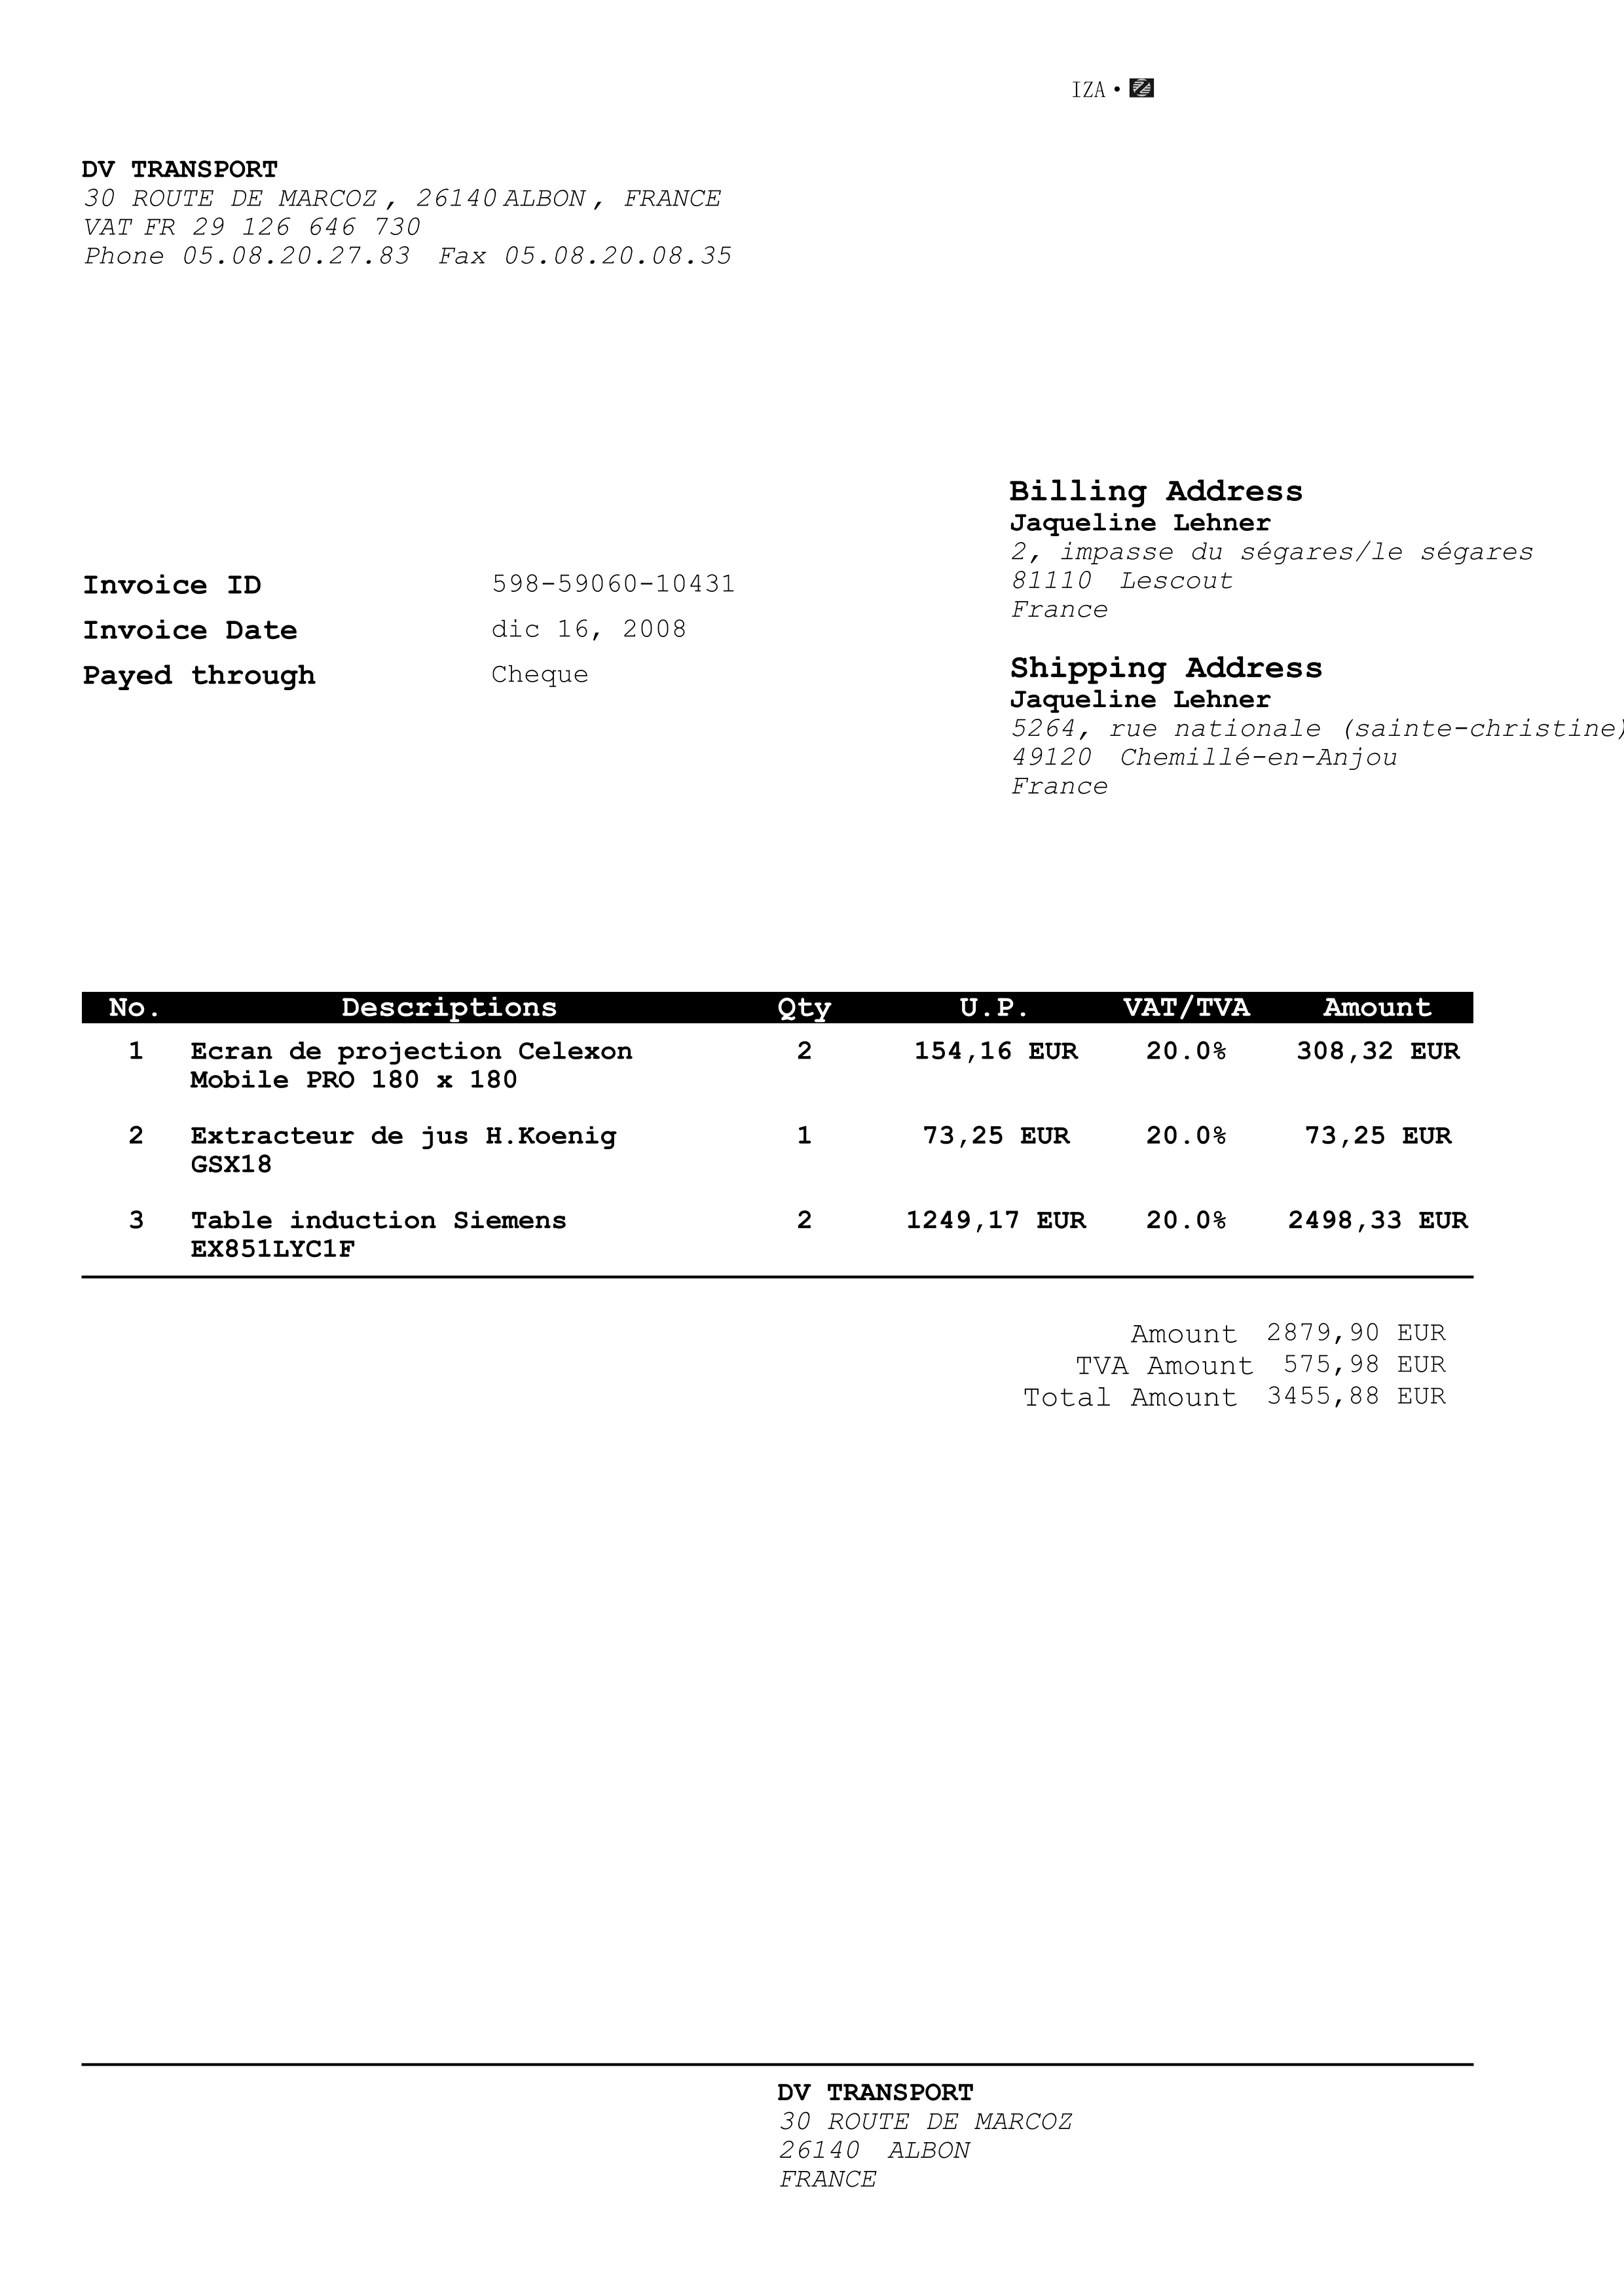 IZA •
DV TRANSPORT
30 ROUTE DE MARCOZ , 26140 ALBON , FRANCE
VAT FR 29 126 646 730
Phone 05.08.20.27.83 Fax 05.08.20.08.35
Billing Address
Jaqueline Lehner
2, impasse du ségares/le ségares
81110 Lescout
France
Invoice ID 598-59060-10431
Invoice Date dic 16, 2008
Payed through Cheque
Shipping Address
Jaqueline Lehner
5264, rue nationale (sainte-christine)
49120 Chemillé-en-Anjou
France
No. Descriptions Qty U.P. VAT/TVA Amount
1 Ecran de projection Celexon 2 154,16 EUR 20.0% 308,32 EUR
Mobile PRO 180 x 180
2 Extracteur de jus H.Koenig 1 73,25 EUR 20.0% 73,25 EUR
GSX18
3 Table induction Siemens 2 1249,17 EUR 20.0% 2498,33 EUR
EX851LYC1F
Amount 2879,90 EUR
TVA Amount 575,98 EUR
Total Amount 3455,88 EUR
DV TRANSPORT
30 ROUTE DE MARCOZ
26140 ALBON
FRANCE